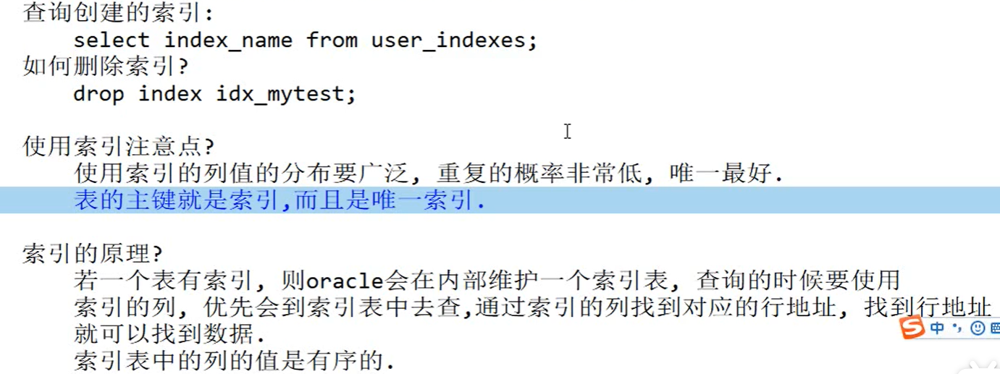 查询创建的索引:
select index_name from user_indexes;
如何删除索引?
drop index idx_mytest;
使用索引注意点?
使用索引的列值的分布要广泛, 重复的概率非常低, 唯一最好.
表的主键就是索引,而且是唯一索引.
索引的原理?
若一个表有索引, 则oracle会在内部维护一个索引表, 查询的时候要使用
索引的列, 优先会到索引表中去查,通过索引的列找到对应的行地址, 找到行地址
就可以找到数据.
S 中
索引表中的列的值是有序的.